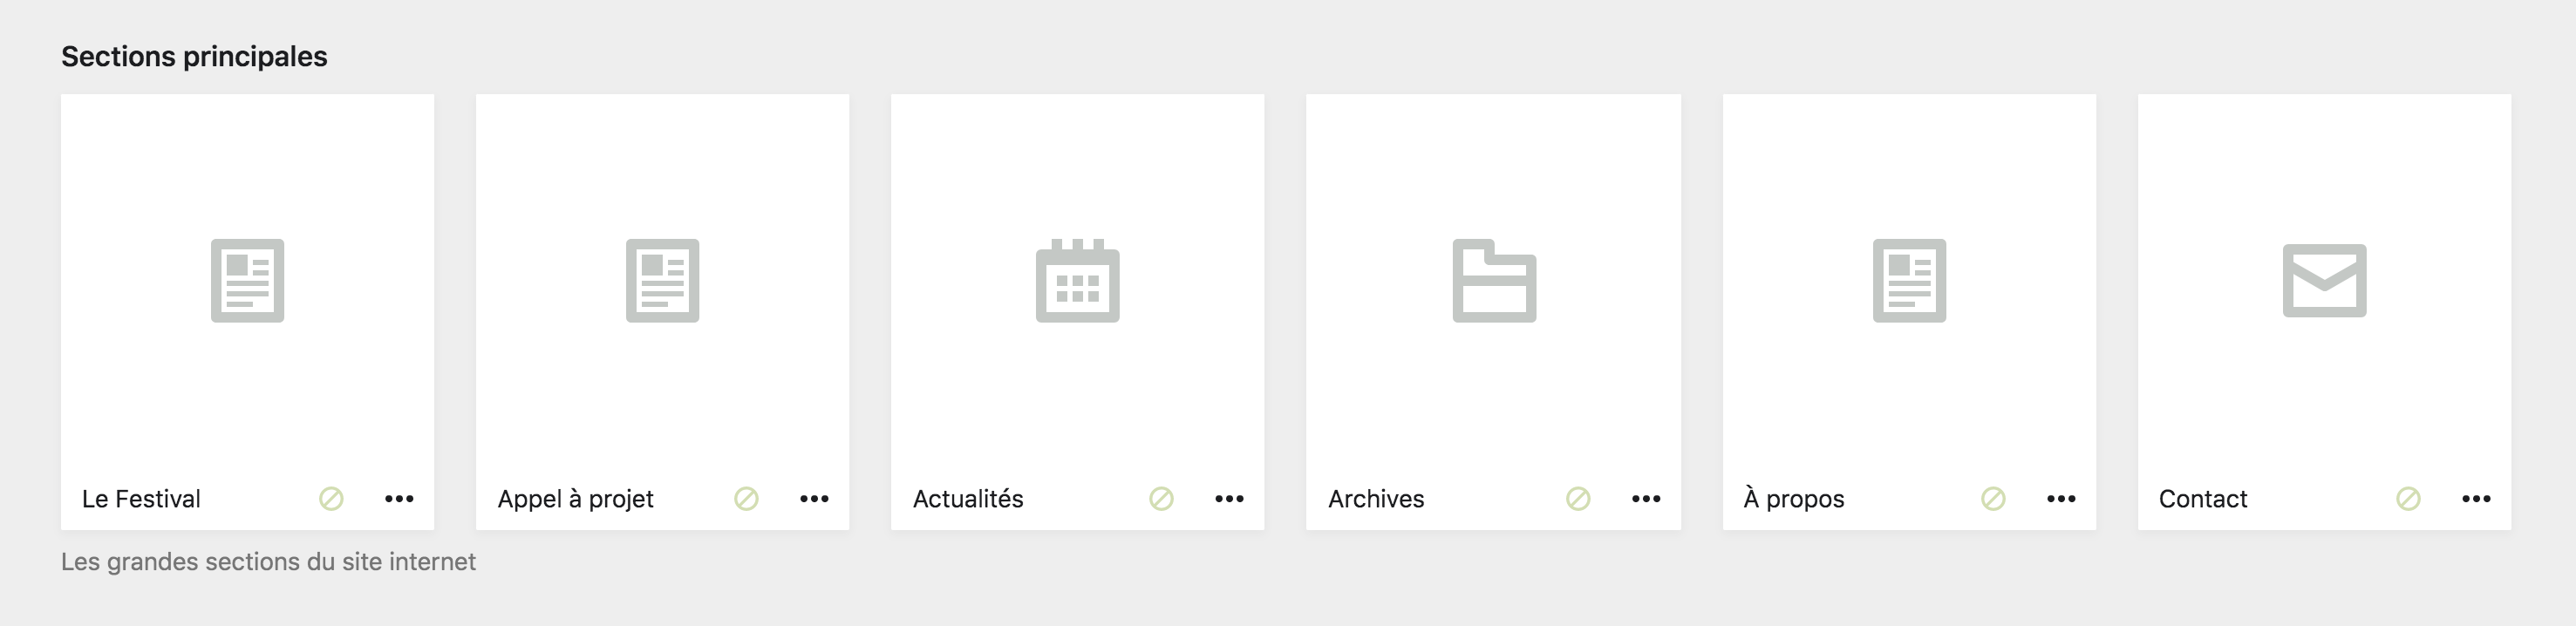 Sections principales
Le Festival
Appel à projet
Actualités
Archives
À propos
Contact
Les grandes sections du site internet